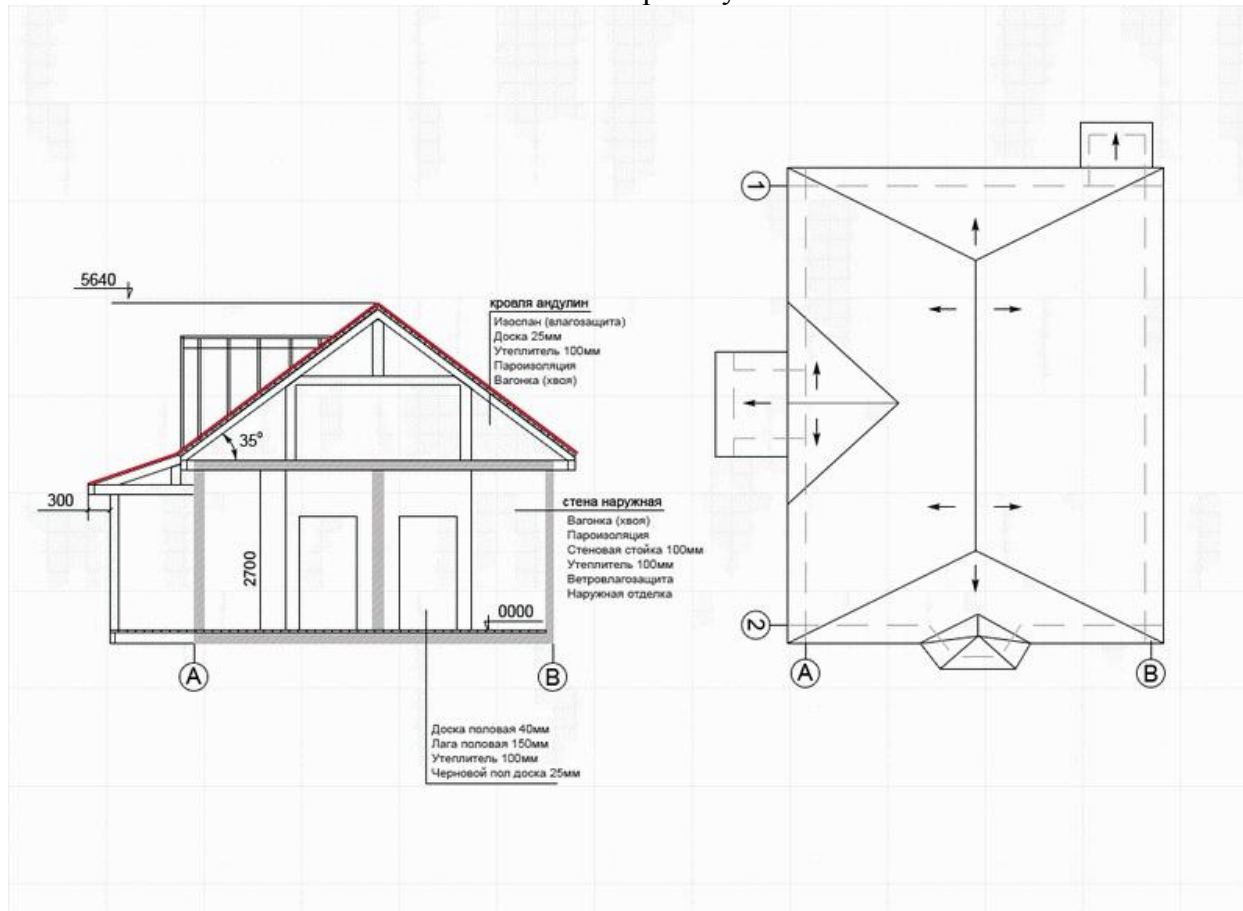 5640
кровля андулин
Изоспан (влагозащита)
Доска 25мм
Утеплитель 100мм
Пароизоляция
Вагонка (хвоя)
35°
300
2700
стена наружная
Вагонка (хвоя)
Пароизоляция
Стеновая стойка 100мм
Утеплитель 100мм
Ветровлагозащита
Наружная отделка
0000
А
В
Доска половая 40мм
Лага половая 150мм
Утеплитель 100мм
Черновой пол доска 25мм
1
2
А
В